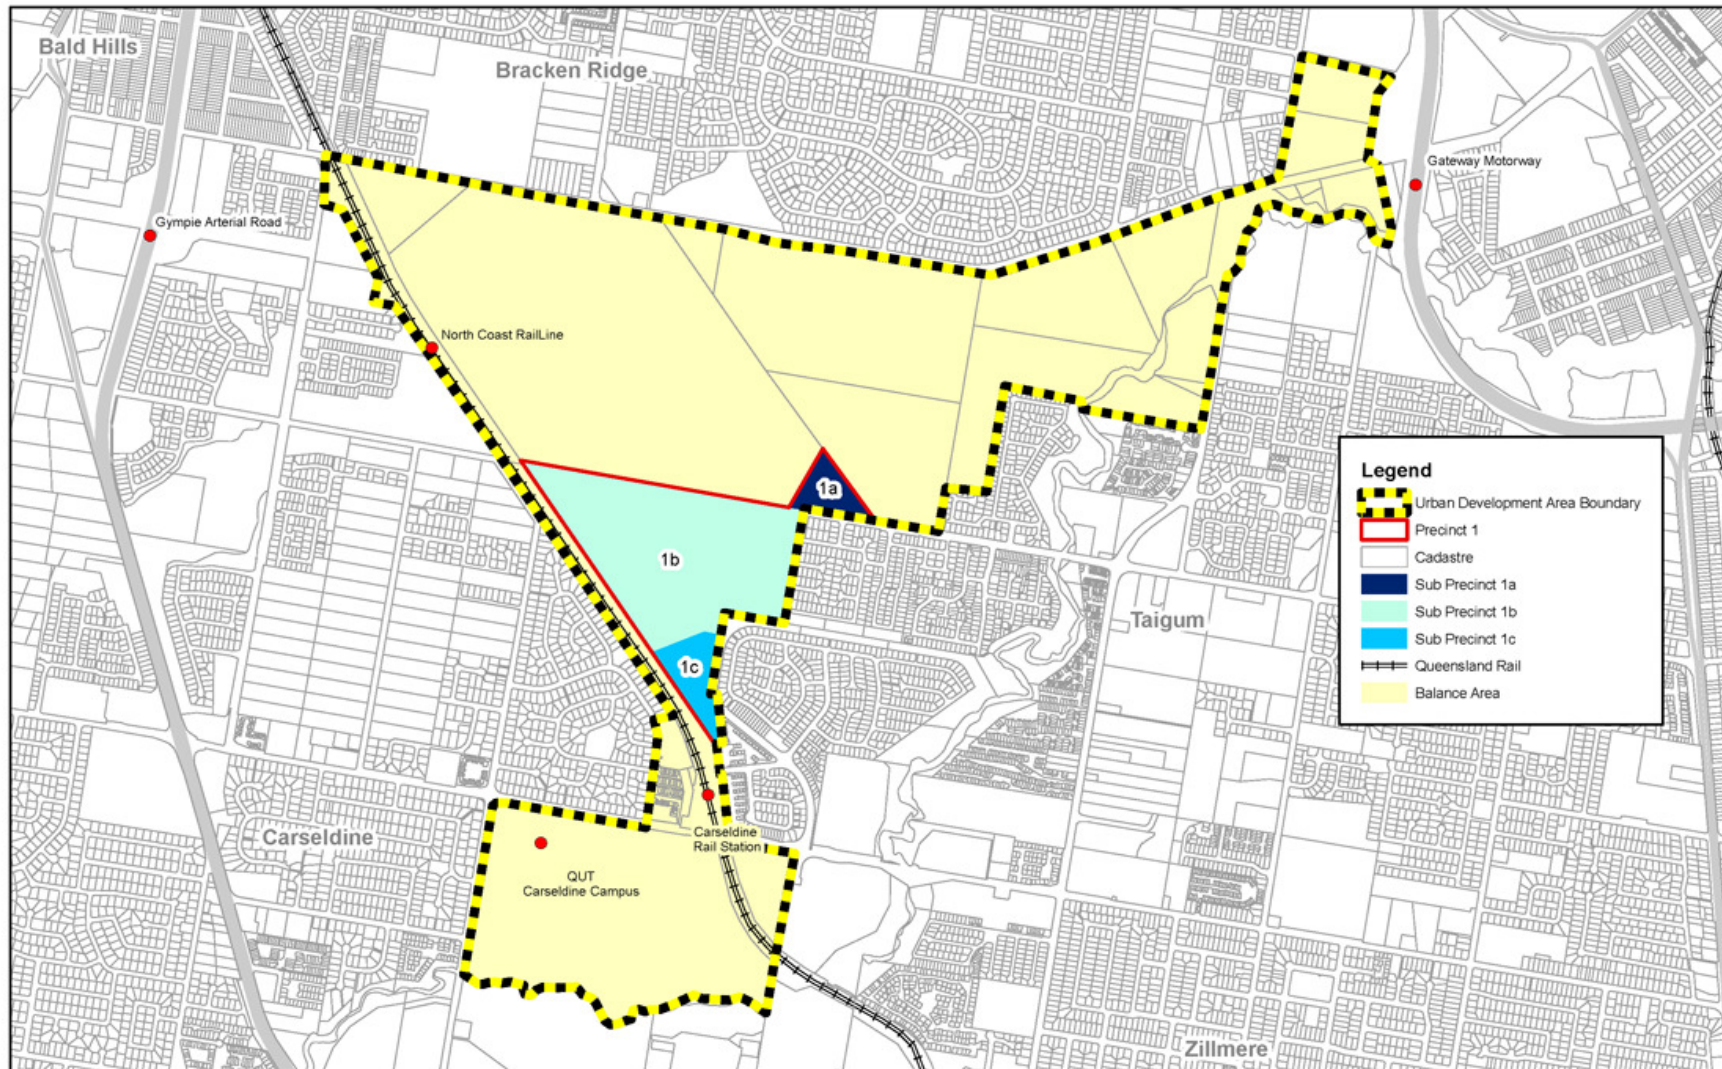 Bald Hills
Bracken Ridge
Gateway Motorway
Gympie Arterial Road
North Coast RailLine
1a
1b
1c
Taigum
Carseldine
Carseldine
Rail Station
QUT
Carseldine Campus
Zillmere
Legend
Urban Development Area Boundary
Precinct 1
Cadastre
Sub Precinct 1a
Sub Precinct 1b
Sub Precinct 1c
Queensland Rail
Balance Area